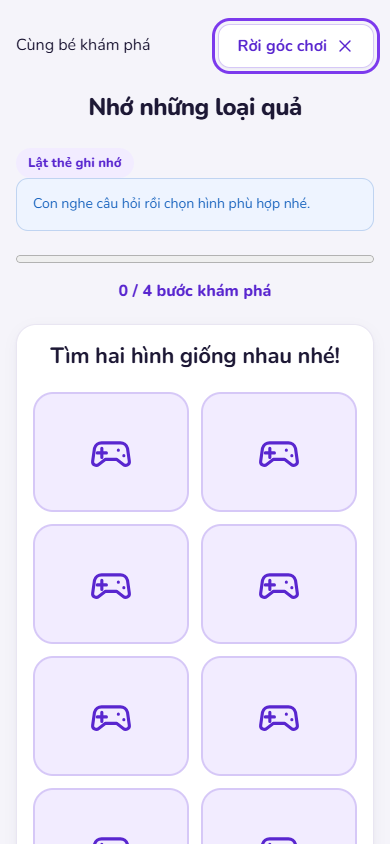 Cùng bé khám phá
Rời góc chơi
Nhớ những loại quả
Lật thẻ ghi nhớ
Con nghe câu hỏi rồi chọn hình phù hợp nhé.
0 / 4 bước khám phá
Tìm hai hình giống nhau nhé!